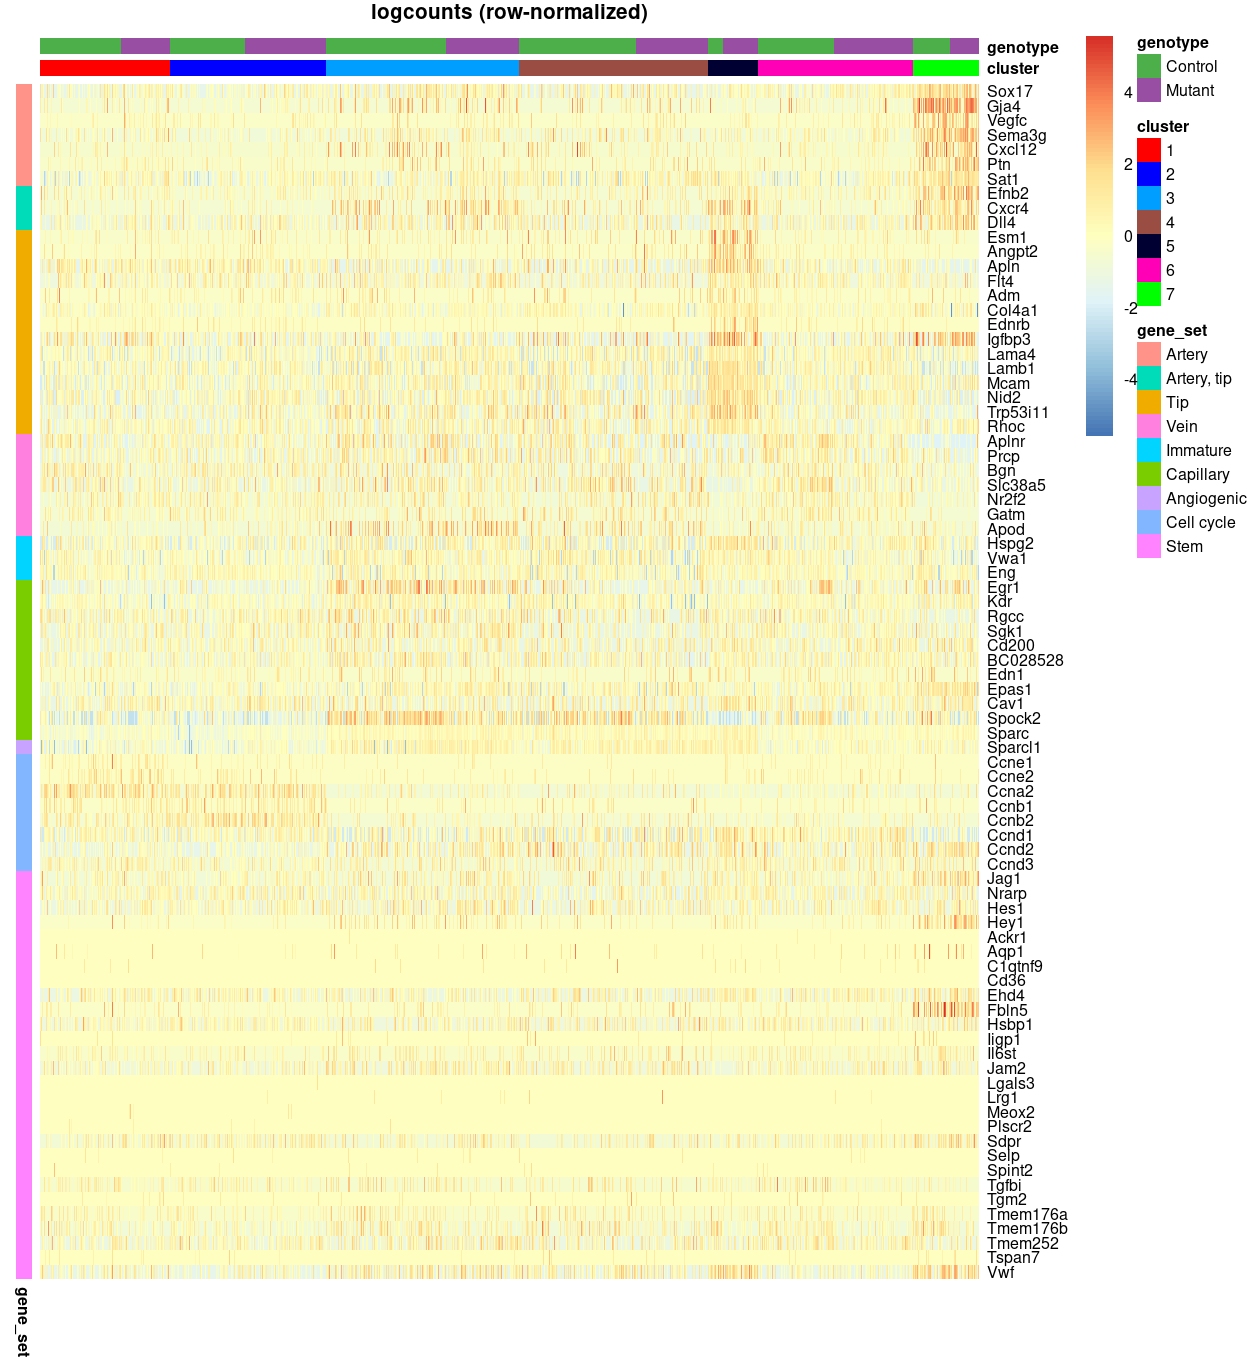 logcounts (row-normalized)
genotype
cluster
Sox17
Gja4
Vegfc
Sema3g
Cxcl12
Ptn
Sat1
Efnb2
Cxcr4
Dll4
Esm1
Angpt2
Apln
Flt4
Adm
Col4a1
Ednrb
Igfbp3
Lama4
Lamb1
Mcam
Nid2
Trp53i11
Rhoc
Aplnr
Prcp
Bgn
Slc38a5
Nr2f2
Gatm
Apod
Hspg2
Vwa1
Eng
Egr1
Kdr
Rgcc
Sgk1
Cd200
BC028528
Edn1
Epas1
Cav1
Spock2
Sparc
Sparcl1
Ccne1
Ccne2
Ccna2
Ccnb1
Ccnb2
Ccnd1
Ccnd2
Ccnd3
Jag1
Nrarp
Hes1
Hey1
Ackr1
Aqp1
C1qtnf9
Cd36
Ehd4
Fbln5
Hsbp1
Iigp1
Il6st
Jam2
Lgals3
Lrg1
Meox2
Plscr2
Sdpr
Selp
Spint2
Tgfbi
Tgm2
Tmem176a
Tmem176b
Tmem252
Tspan7
Vwf
gene_set
4
2
0
-2
-4
genotype
Control
Mutant
cluster
1
2
3
4
5
6
7
gene_set
Artery
Artery, tip
Tip
Vein
Immature
Capillary
Angiogenic
Cell cycle
Stem